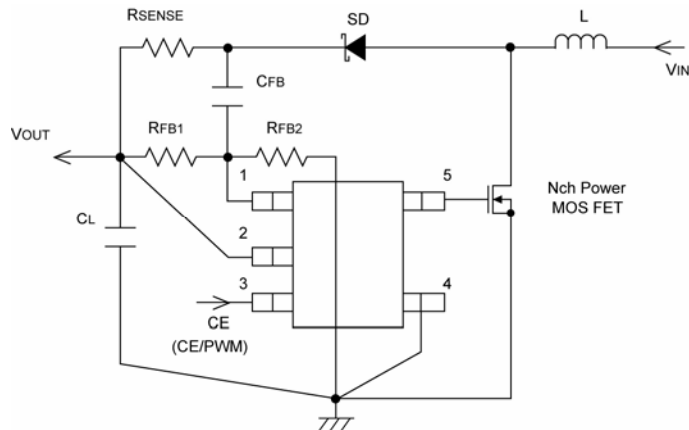 RSENSE
SD
L
VIN
CFB
VOUT
RFB1
RFB2
1
5
Nch Power
MOS FET
CL
2
3
4
CE
(CE/PWM)